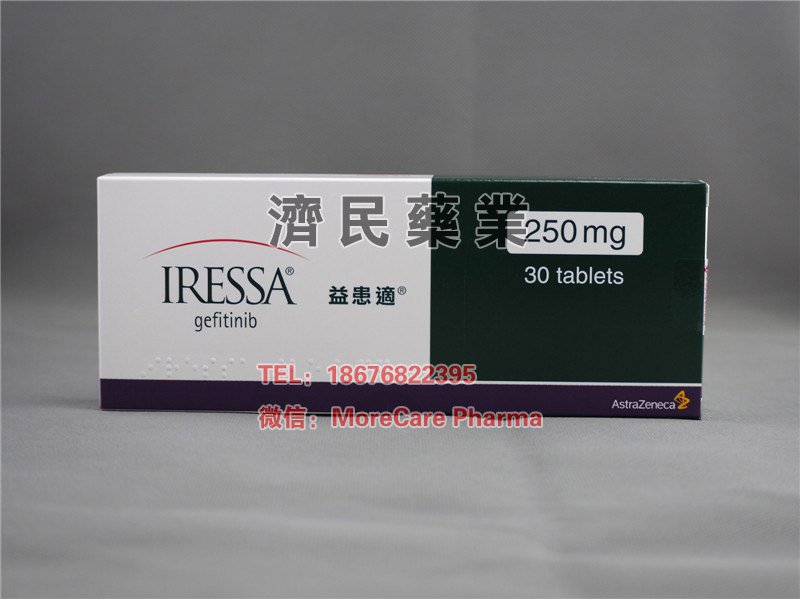 濟民藥業
250 mg
30 tablets
IRESSA®
gefitinib
益患適®
TEL：18676822395
微信：MoreCare Pharma
AstraZeneca